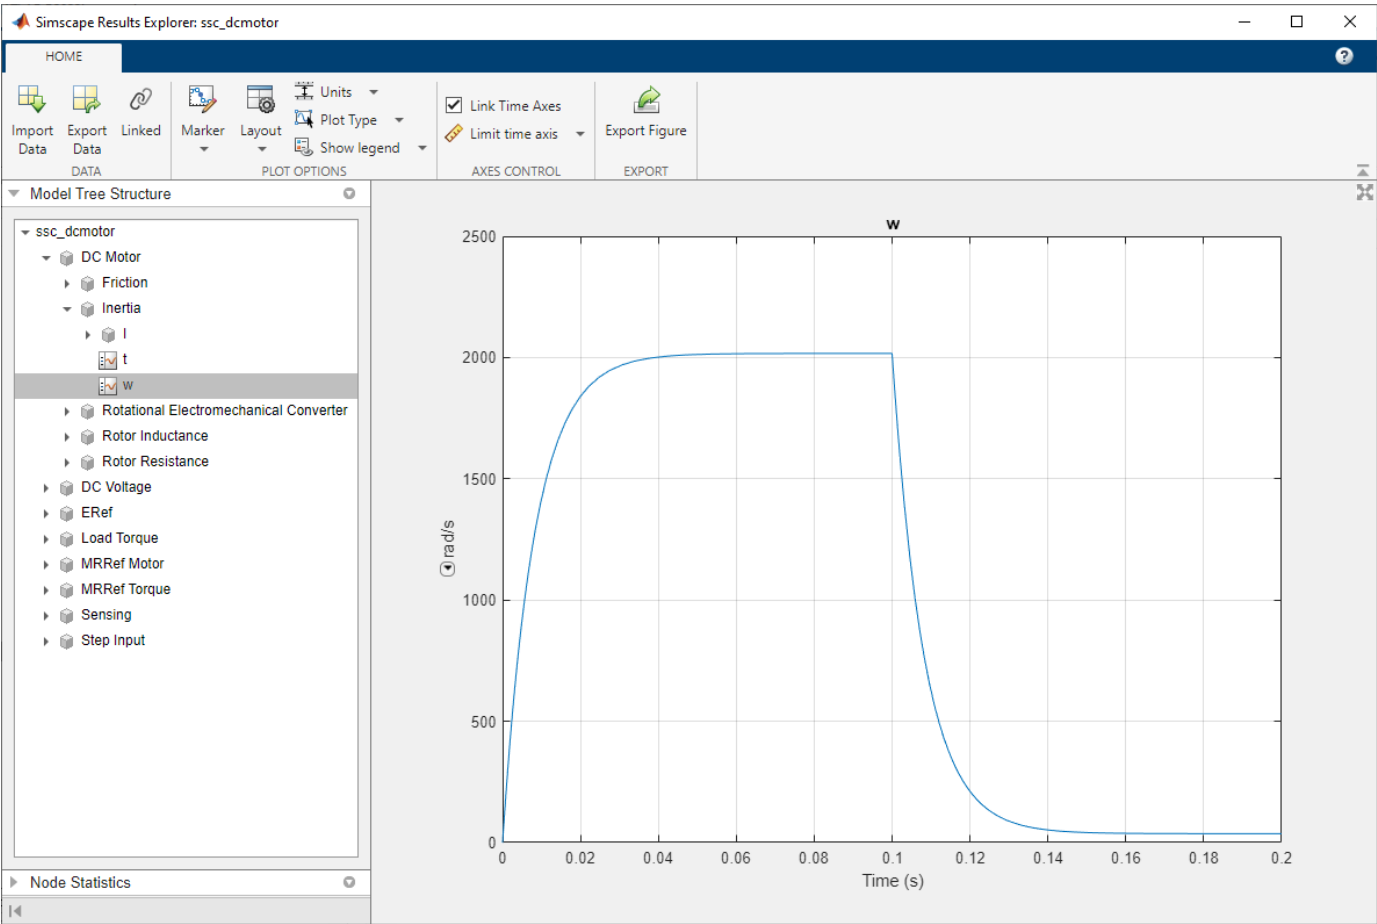 Simscape Results Explorer: ssc_dcmotor
HOME
Import Data
Export Data
Linked
DATA
Marker
Layout
Units
Plot Type
Show legend
PLOT OPTIONS
Link Time Axes
Limit time axis
AXES CONTROL
Export Figure
EXPORT
Model Tree Structure
ssc_dcmotor
DC Motor
Friction
Inertia
I
t
w
Rotational Electromechanical Converter
Rotor Inductance
Rotor Resistance
DC Voltage
ERef
Load Torque
MRRef Motor
MRRef Torque
Sensing
Step Input
Node Statistics
w
2500
2000
1500
1000
500
0
rad/s
0 0.02 0.04 0.06 0.08 0.1 0.12 0.14 0.16 0.18 0.2
Time (s)